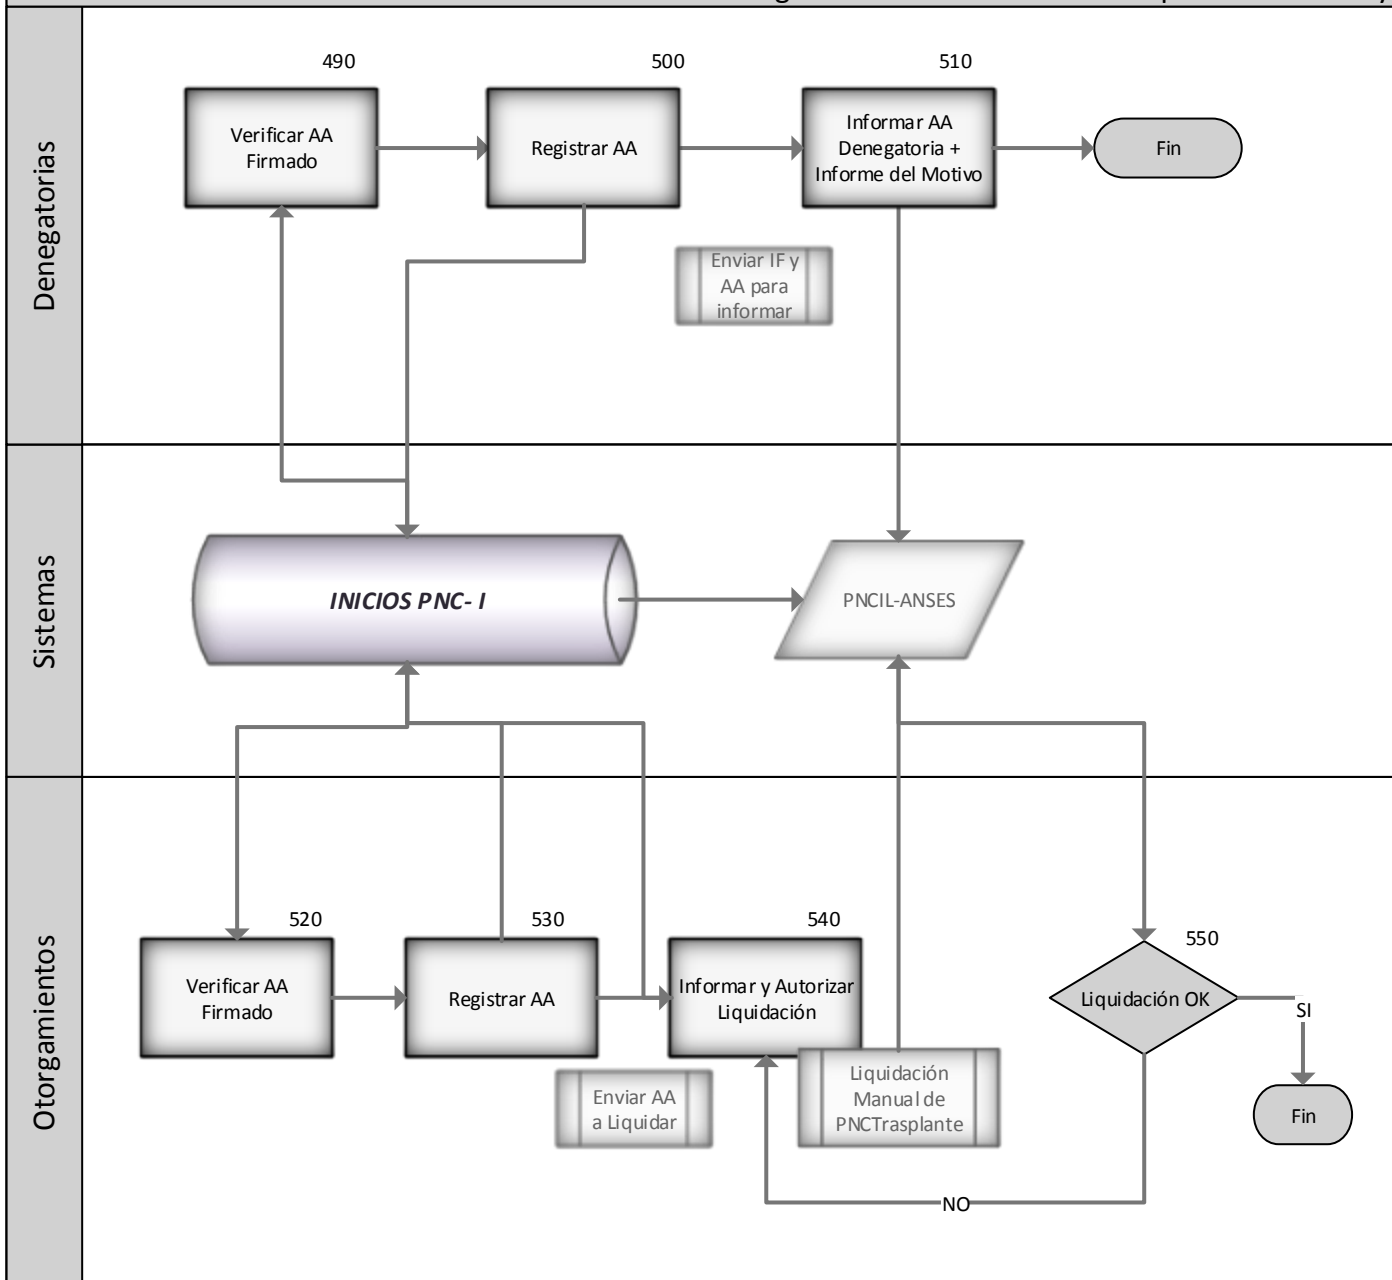 Denegatorias
490
Verificar AA
Firmado
500
Registrar AA
510
Informar AA
Denegatoria +
Informe del Motivo
Fin
Enviar IF y
AA para
informar
Sistemas
INICIOS PNC- I
PNCIL-ANSES
Otorgamientos
520
Verificar AA
Firmado
530
Registrar AA
540
Informar y Autorizar
Liquidación
550
Liquidación OK
SI
Fin
Enviar AA
a Liquidar
Liquidación
Manual de
PNCTrasplante
NO